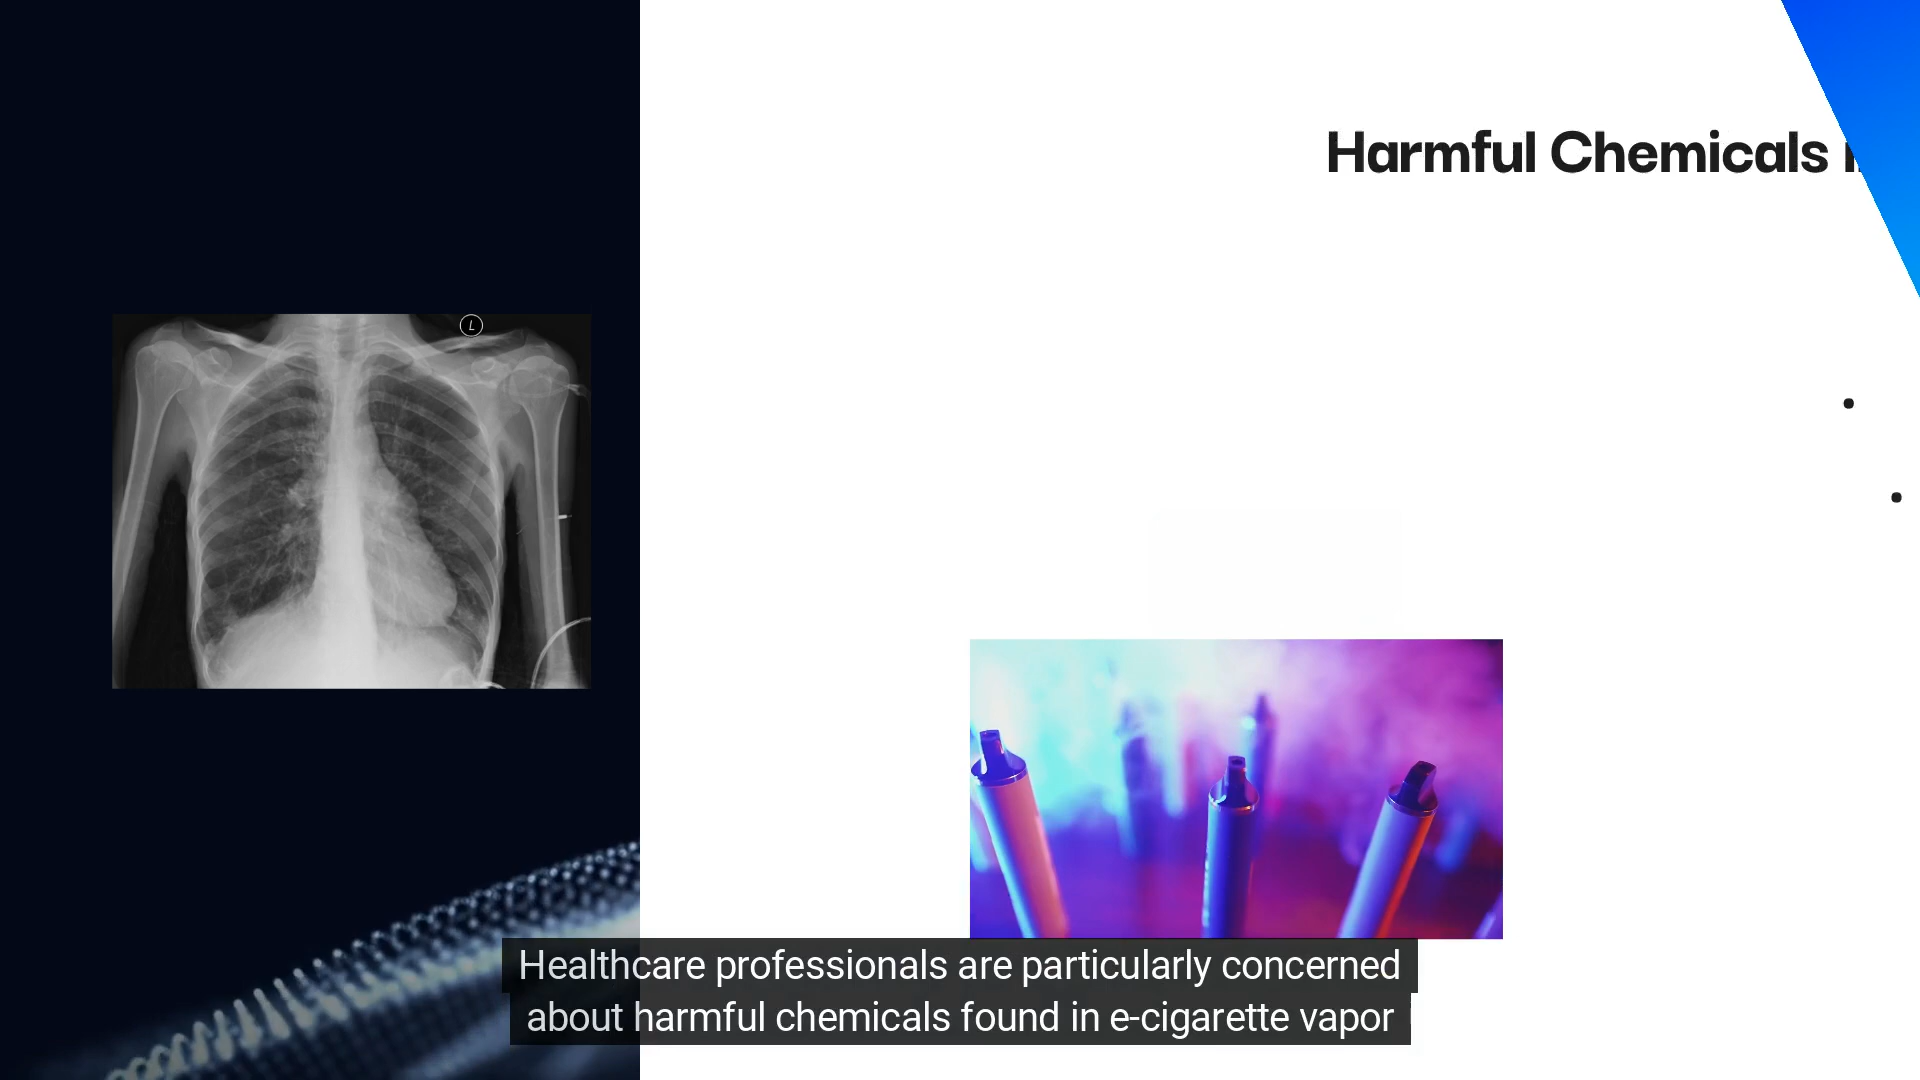 Harmful Chemicals
L
Healthcare professionals are particularly concerned
about harmful chemicals found in e-cigarette vapor